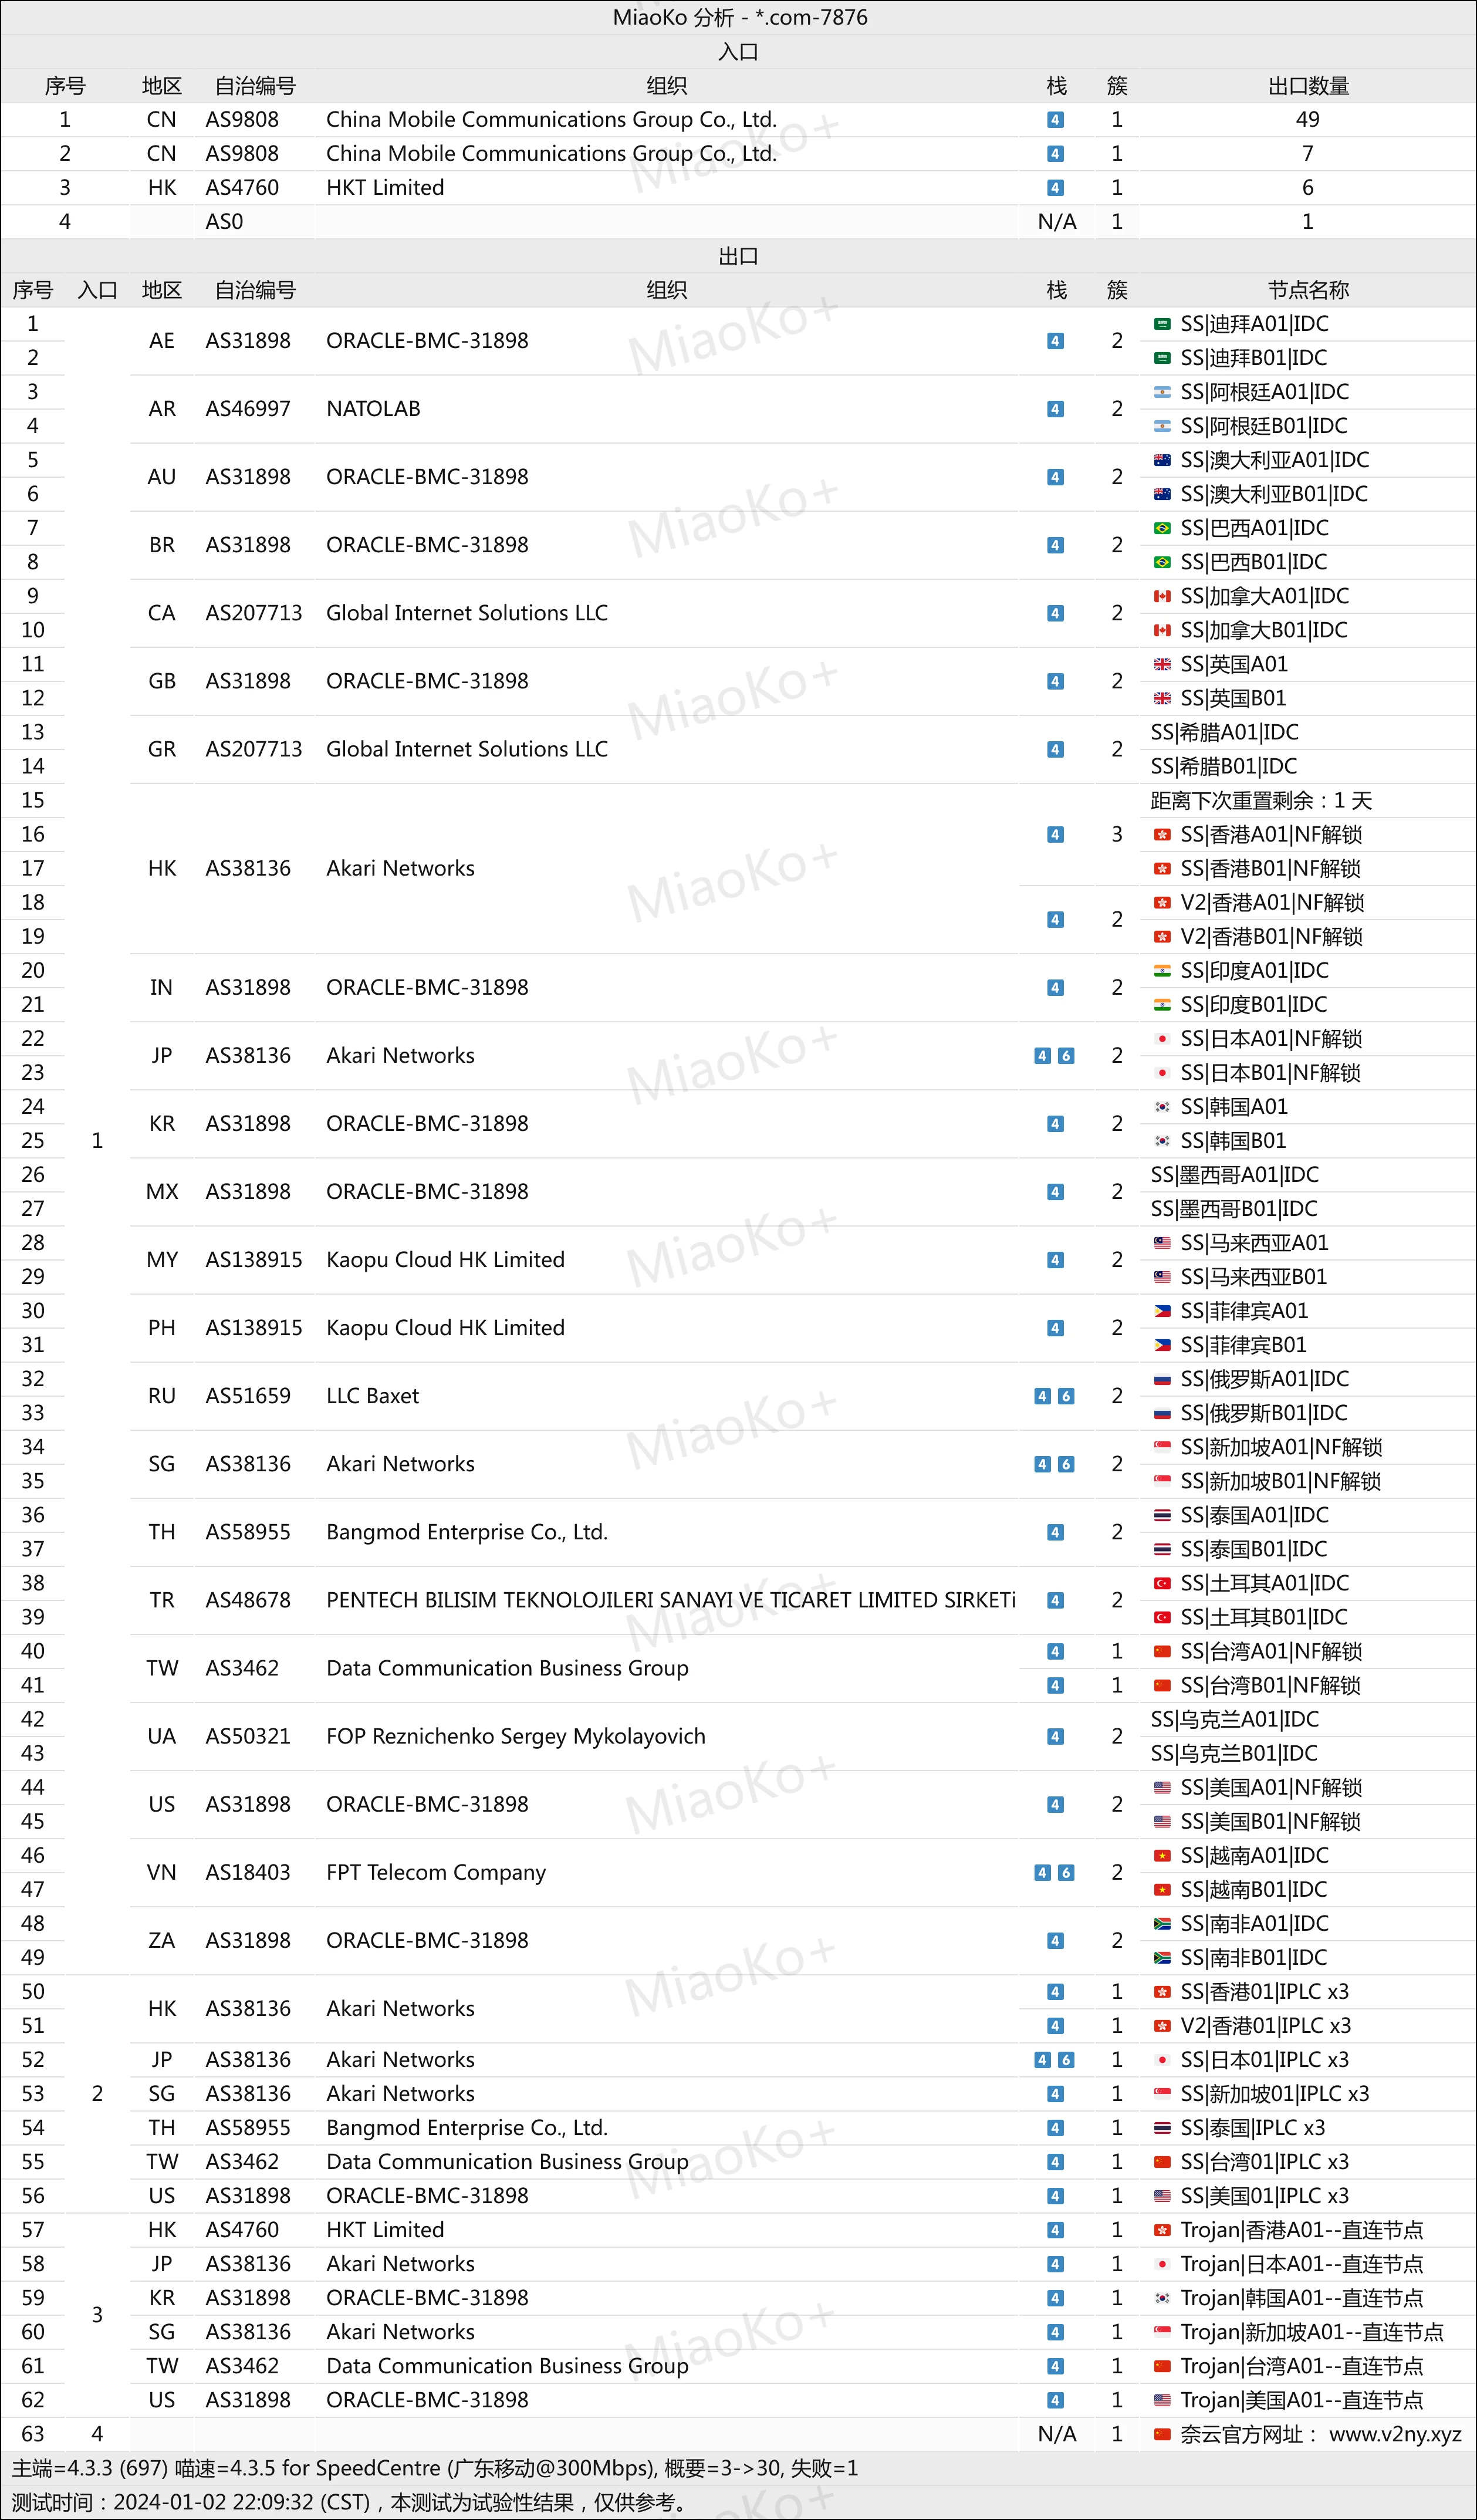 MiaoKo 分析 - *.com-7876
入口
序号 地区 自治编号 组织 栈 簇 出口数量
1 CN AS9808 China Mobile Communications Group Co., Ltd. 4 1 49
2 CN AS9808 China Mobile Communications Group Co., Ltd. 4 1 7
3 HK AS4760 HKT Limited 4 1 6
4 AS0 N/A 1 1
出口
序号 入口 地区 自治编号 组织 栈 簇 节点名称
1 AE AS31898 ORACLE-BMC-31898 4 2 SS|迪拜A01|IDC
2 SS|迪拜B01|IDC
3 AR AS46997 NATOLAB 4 2 SS|阿根廷A01|IDC
4 SS|阿根廷B01|IDC
5 AU AS31898 ORACLE-BMC-31898 4 2 SS|澳大利亚A01|IDC
6 SS|澳大利亚B01|IDC
7 BR AS31898 ORACLE-BMC-31898 4 2 SS|巴西A01|IDC
8 SS|巴西B01|IDC
9 CA AS207713 Global Internet Solutions LLC 4 2 SS|加拿大A01|IDC
10 SS|加拿大B01|IDC
11 GB AS31898 ORACLE-BMC-31898 4 2 SS|英国A01
12 SS|英国B01
13 GR AS207713 Global Internet Solutions LLC 4 2 SS|希腊A01|IDC
14 SS|希腊B01|IDC
15 距离下次重置剩余：1 天
16 4 3 SS|香港A01|NF解锁
17 HK AS38136 Akari Networks SS|香港B01|NF解锁
18 4 2 V2|香港A01|NF解锁
19 V2|香港B01|NF解锁
20 IN AS31898 ORACLE-BMC-31898 4 2 SS|印度A01|IDC
21 SS|印度B01|IDC
22 JP AS38136 Akari Networks 4 6 2 SS|日本A01|NF解锁
23 SS|日本B01|NF解锁
24 KR AS31898 ORACLE-BMC-31898 4 2 SS|韩国A01
25 1 SS|韩国B01
26 MX AS31898 ORACLE-BMC-31898 4 2 SS|墨西哥A01|IDC
27 SS|墨西哥B01|IDC
28 MY AS138915 Kaopu Cloud HK Limited 4 2 SS|马来西亚A01
29 SS|马来西亚B01
30 PH AS138915 Kaopu Cloud HK Limited 4 2 SS|菲律宾A01
31 SS|菲律宾B01
32 RU AS51659 LLC Baxet 4 6 2 SS|俄罗斯A01|IDC
33 SS|俄罗斯B01|IDC
34 SG AS38136 Akari Networks 4 6 2 SS|新加坡A01|NF解锁
35 SS|新加坡B01|NF解锁
36 TH AS58955 Bangmod Enterprise Co., Ltd. 4 2 SS|泰国A01|IDC
37 SS|泰国B01|IDC
38 TR AS48678 PENTECH BILISIM TEKNOLOJILERI SANAYI VE TICARET LIMITED SIRKETi 4 2 SS|土耳其A01|IDC
39 SS|土耳其B01|IDC
40 TW AS3462 Data Communication Business Group 4 1 SS|台湾A01|NF解锁
41 4 1 SS|台湾B01|NF解锁
42 UA AS50321 FOP Reznichenko Sergey Mykolayovich 4 2 SS|乌克兰A01|IDC
43 SS|乌克兰B01|IDC
44 US AS31898 ORACLE-BMC-31898 4 2 SS|美国A01|NF解锁
45 SS|美国B01|NF解锁
46 VN AS18403 FPT Telecom Company 4 6 2 SS|越南A01|IDC
47 SS|越南B01|IDC
48 ZA AS31898 ORACLE-BMC-31898 4 2 SS|南非A01|IDC
49 SS|南非B01|IDC
50 HK AS38136 Akari Networks 4 1 SS|香港01|IPLC x3
51 4 1 V2|香港01|IPLC x3
52 JP AS38136 Akari Networks 4 6 1 SS|日本01|IPLC x3
53 2 SG AS38136 Akari Networks 4 1 SS|新加坡01|IPLC x3
54 TH AS58955 Bangmod Enterprise Co., Ltd. 4 1 SS|泰国|IPLC x3
55 TW AS3462 Data Communication Business Group 4 1 SS|台湾01|IPLC x3
56 US AS31898 ORACLE-BMC-31898 4 1 SS|美国01|IPLC x3
57 HK AS4760 HKT Limited 4 1 Trojan|香港A01--直连节点
58 JP AS38136 Akari Networks 4 1 Trojan|日本A01--直连节点
59 3 KR AS31898 ORACLE-BMC-31898 4 1 Trojan|韩国A01--直连节点
60 SG AS38136 Akari Networks 4 1 Trojan|新加坡A01--直连节点
61 TW AS3462 Data Communication Business Group 4 1 Trojan|台湾A01--直连节点
62 US AS31898 ORACLE-BMC-31898 4 1 Trojan|美国A01--直连节点
63 4 N/A 1 奈云官方网址： www.v2ny.xyz
主端=4.3.3 (697) 喵速=4.3.5 for SpeedCentre (广东移动@300Mbps), 概要=3->30, 失败=1
测试时间：2024-01-02 22:09:32 (CST)，本测试为试验性结果，仅供参考。